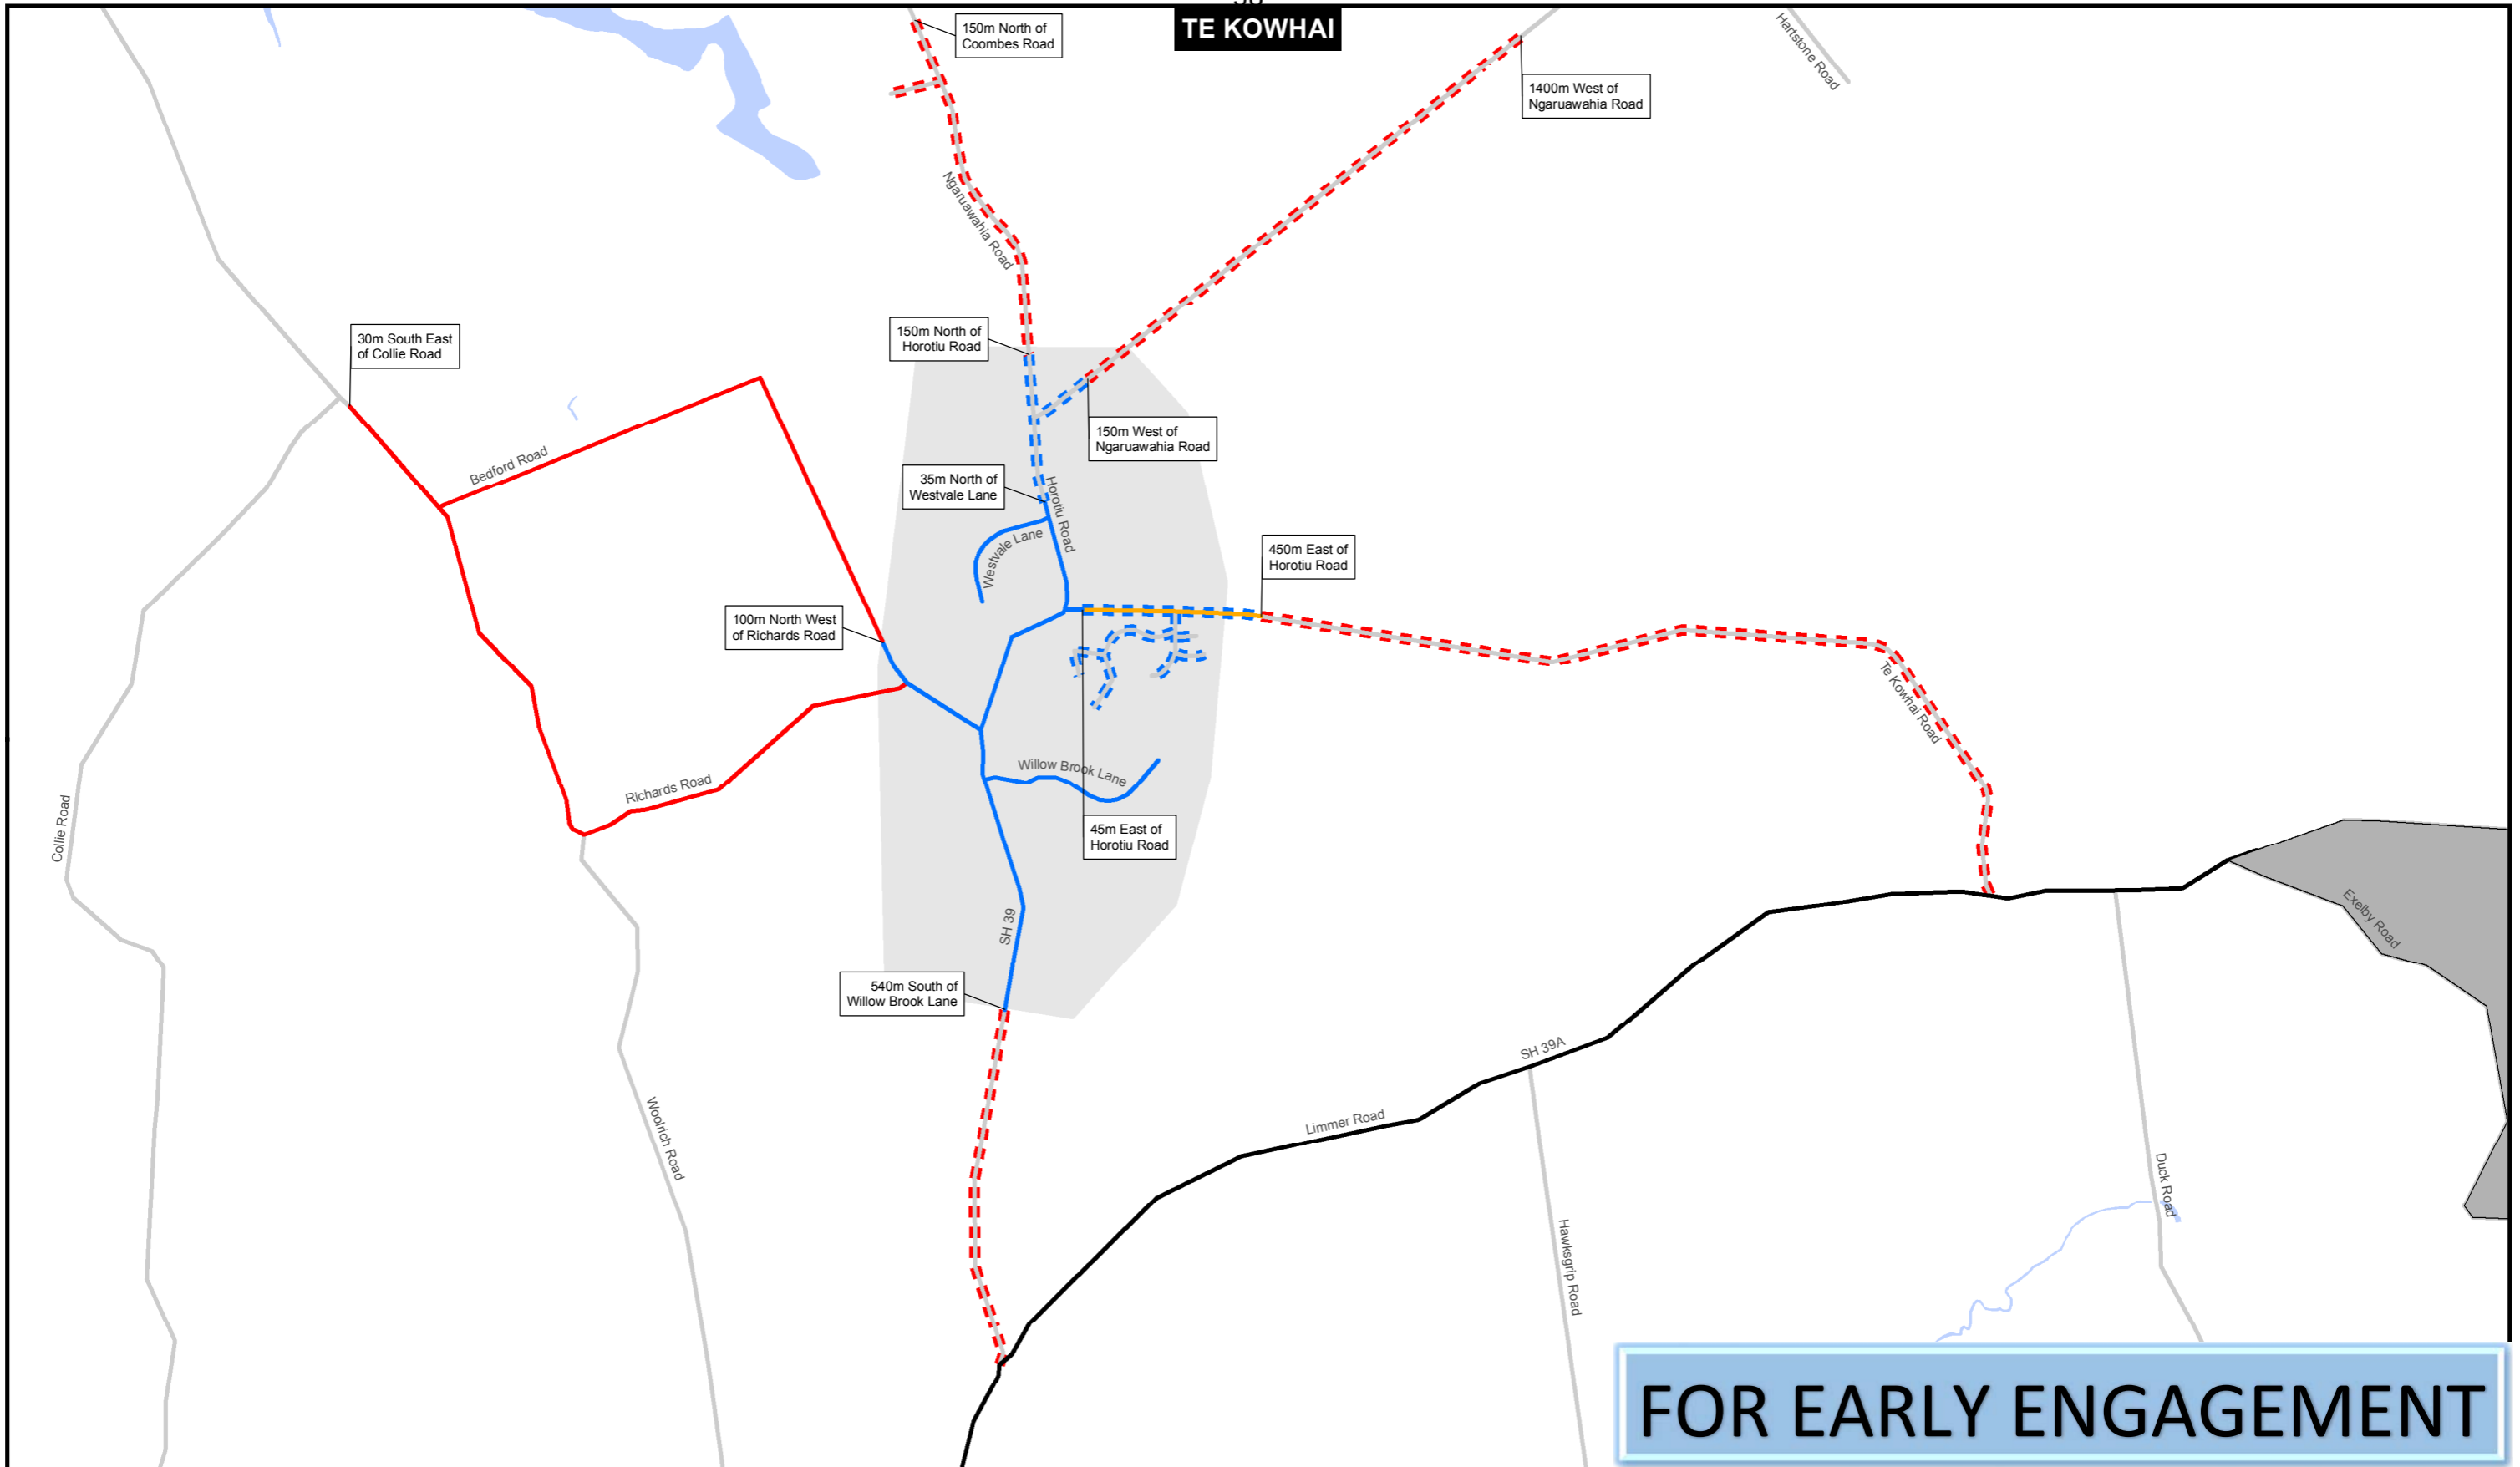 TE KOWHAI
150m North of
Coombes Road
Hartstone Road
1400m West of
Ngaruawahia Road
Ngaruawahia Road
150m North of
Horotiu Road
30m South East
of Collie Road
150m West of
Ngaruawahia Road
Bedford Road
35m North of
Westvale Lane
Horotiu Road
Westvale Lane
450m East of
Horotiu Road
100m North West
of Richards Road
Te Kowhai Road
Willow Brook Lane
Richards Road
Collie Road
45m East of
Horotiu Road
Exelby Road
SH 39
540m South of
Willow Brook Lane
SH 39A
Limmer Road
Woolrich Road
Duck Road
Hawksgrip Road
FOR EARLY ENGAGEMENT